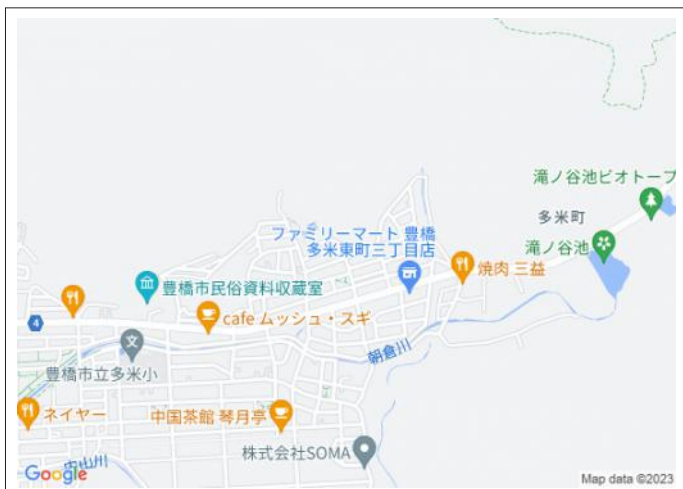 滝ノ谷池ビオトープ
多米町
ファミリーマート 豊橋
多米東町三丁目店
滝ノ谷池
焼肉 三益
豊橋市民俗資料収蔵室
cafe ムッシュ・スギ
4
文
朝倉川
豊橋市立多米小
ネイヤー
中国茶館 琴月亭
株式会社SOMA
Google
内山川
Map data ©2023